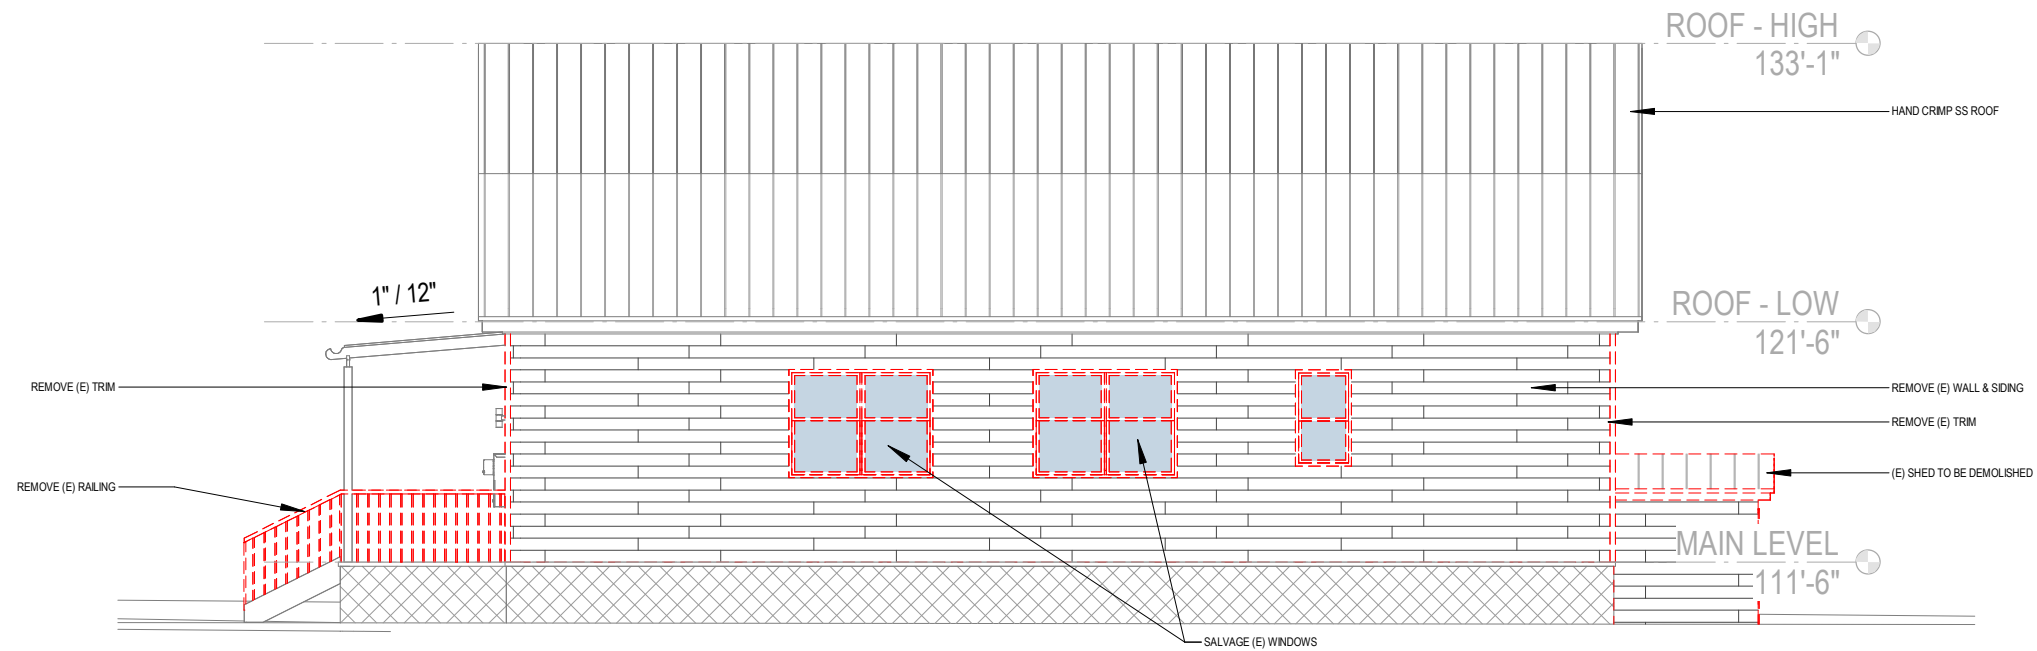 ROOF - HIGH
133'-1"
HAND CRIMP SS ROOF
1" / 12"
ROOF - LOW
121'-6"
REMOVE (E) TRIM
REMOVE (E) WALL & SIDING
REMOVE (E) TRIM
(E) SHED TO BE DEMOLISHED
REMOVE (E) RAILING
MAIN LEVEL
111'-6"
SALVAGE (E) WINDOWS